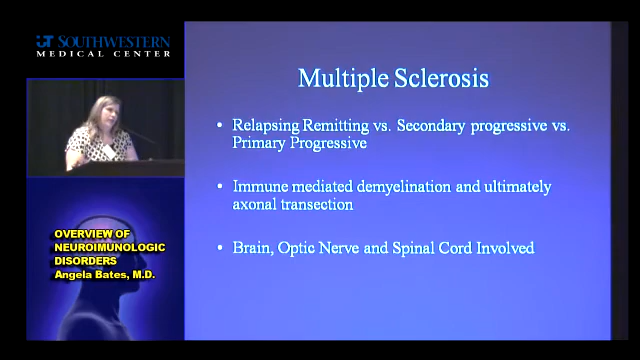 UT SOUTHWESTERN
MEDICAL CENTER
OVERVIEW OF
NEUROIMUNOLOGIC
DISORDERS
Angela Bates, M.D.
Multiple Sclerosis
• Relapsing Remitting vs. Secondary progressive vs.
Primary Progressive
• Immune mediated demyelination and ultimately
axonal transection
• Brain, Optic Nerve and Spinal Cord Involved